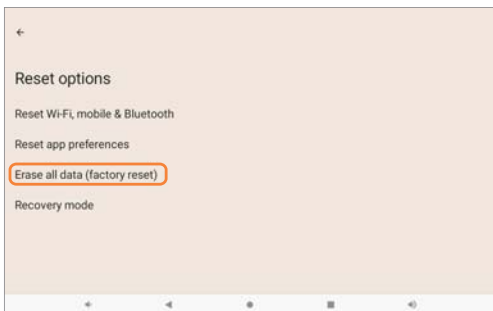 Reset options
Reset Wi-Fi, mobile & Bluetooth
Reset app preferences
Erase all data (factory reset)
Recovery mode